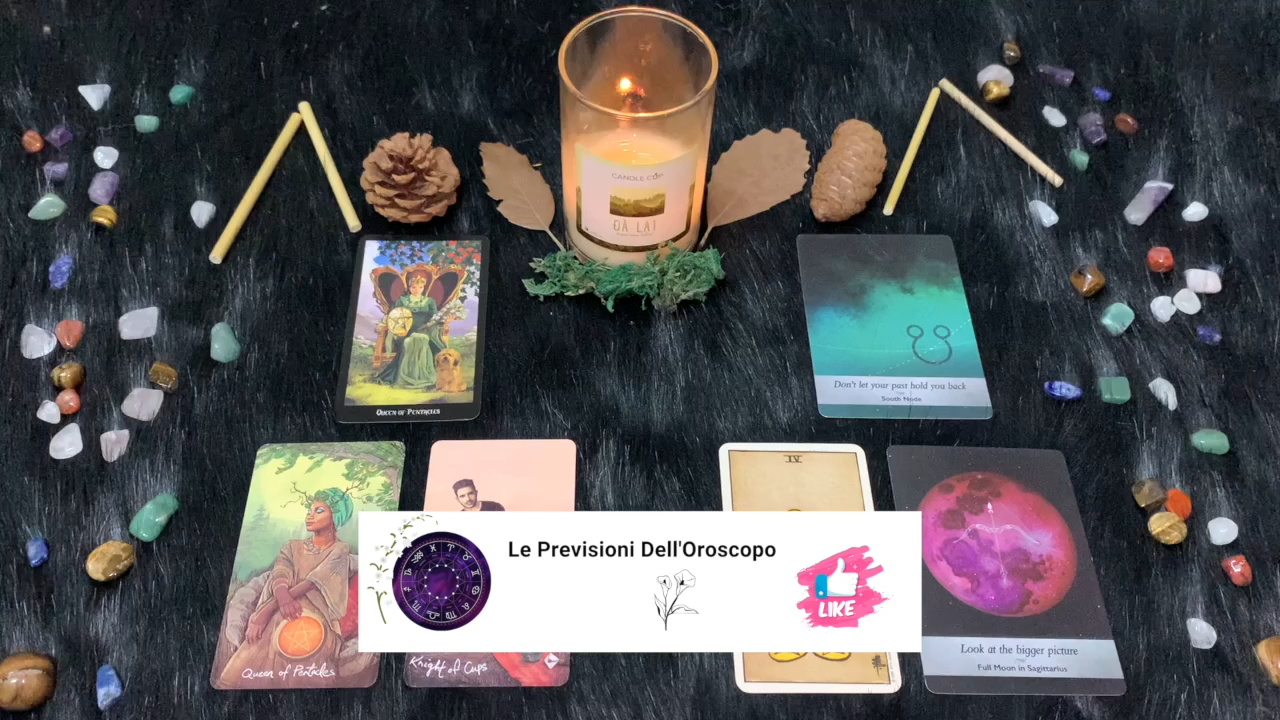 CANDLE CUP
ĐÀ LẠT
QUEEN OF PENTACLES
Don't let your past hold you back
South Node
IV
Le Previsioni Dell'Oroscopo
LIKE
Queen of Pentacles
Knight of Cups
Look at the bigger picture
Full Moon in Sagittarius